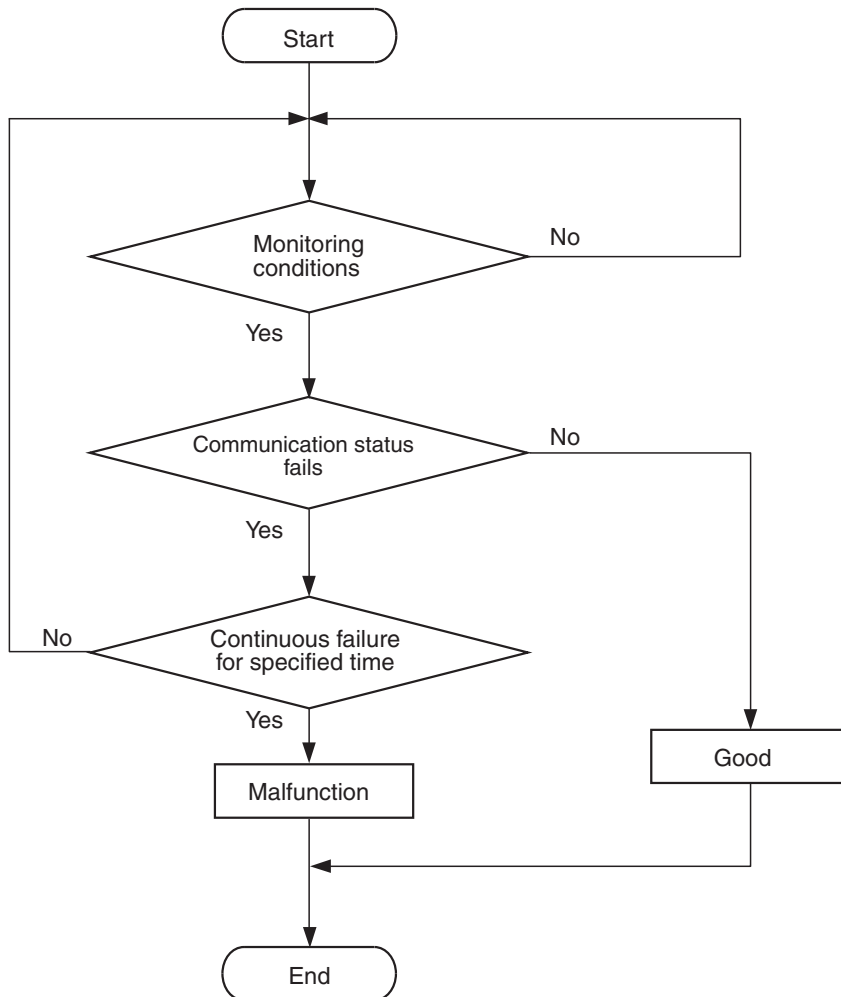 Start
Monitoring
conditions
No
Yes
Communication status
fails
No
Yes
Continuous failure
for specified time
No
Yes
Malfunction
Good
End